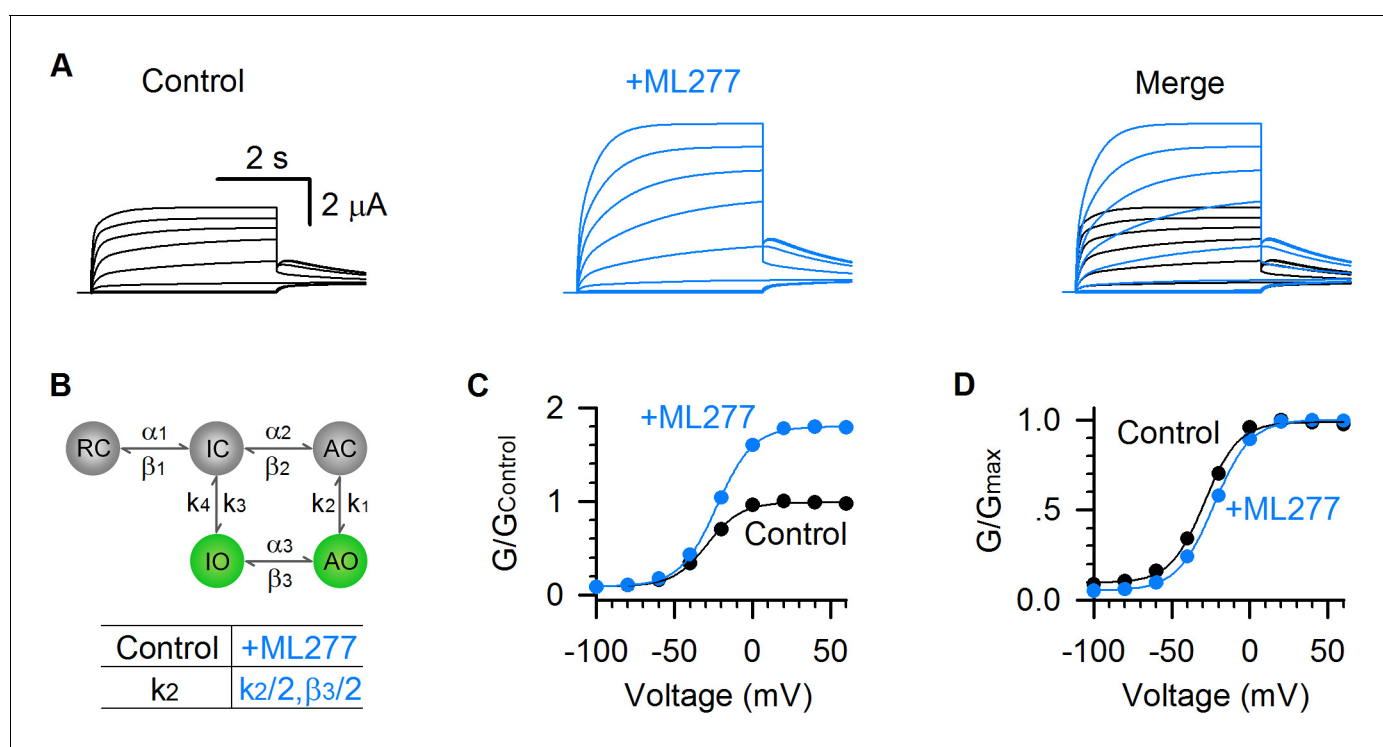 A
Control
+ML277
Merge
2 s
2 μA
B
RC α1 β1 IC α2 β2 AC
k4 k3 k2 k1
IO α3 β3 AO
Control +ML277
k2 k2/2,β3/2
C
G/GControl
2
1
0
+ML277
Control
-100 -50 0 50
Voltage (mV)
D
G/Gmax
1.0
.5
0.0
Control
+ML277
-100 -50 0 50
Voltage (mV)